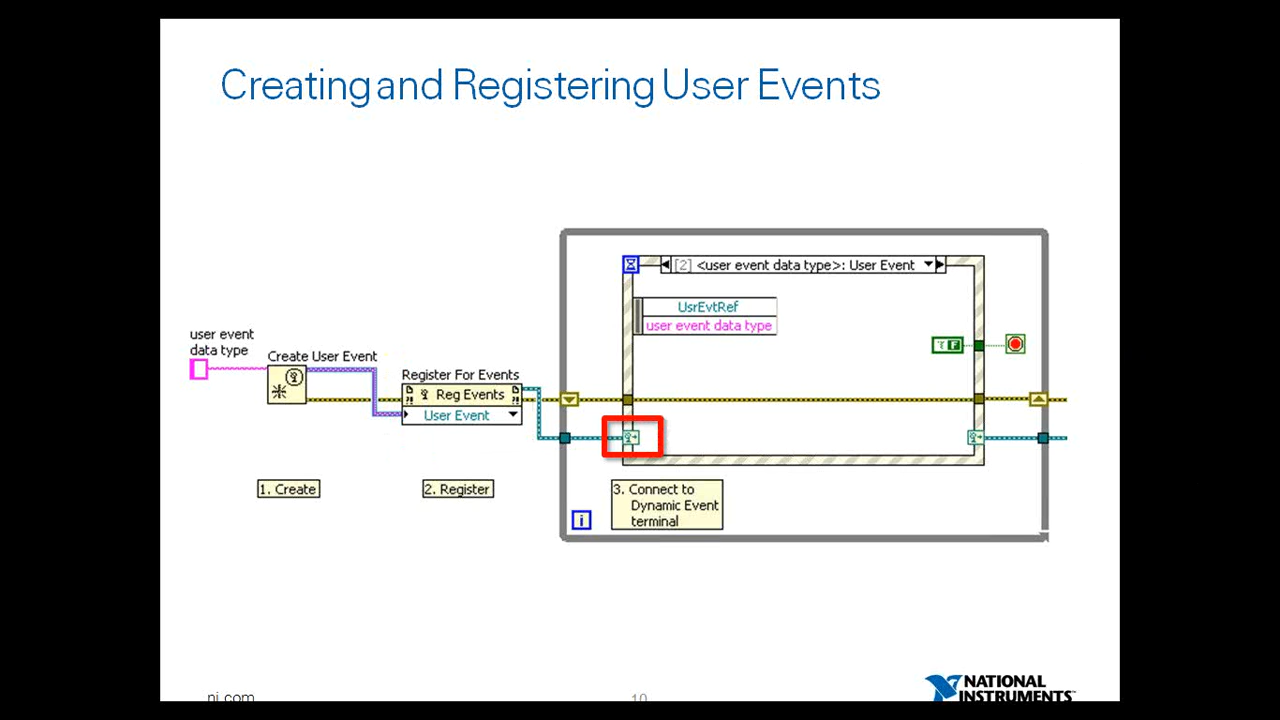 Creating and Registering User Events
[2] <user event data type>: User Event
UsrEvtRef
user event data type
user event
data type
Create User Event
Register For Events
Reg Events
User Event
F
1. Create
2. Register
3. Connect to
Dynamic Event
terminal
i
ni.com
10
NATIONAL
INSTRUMENTS™